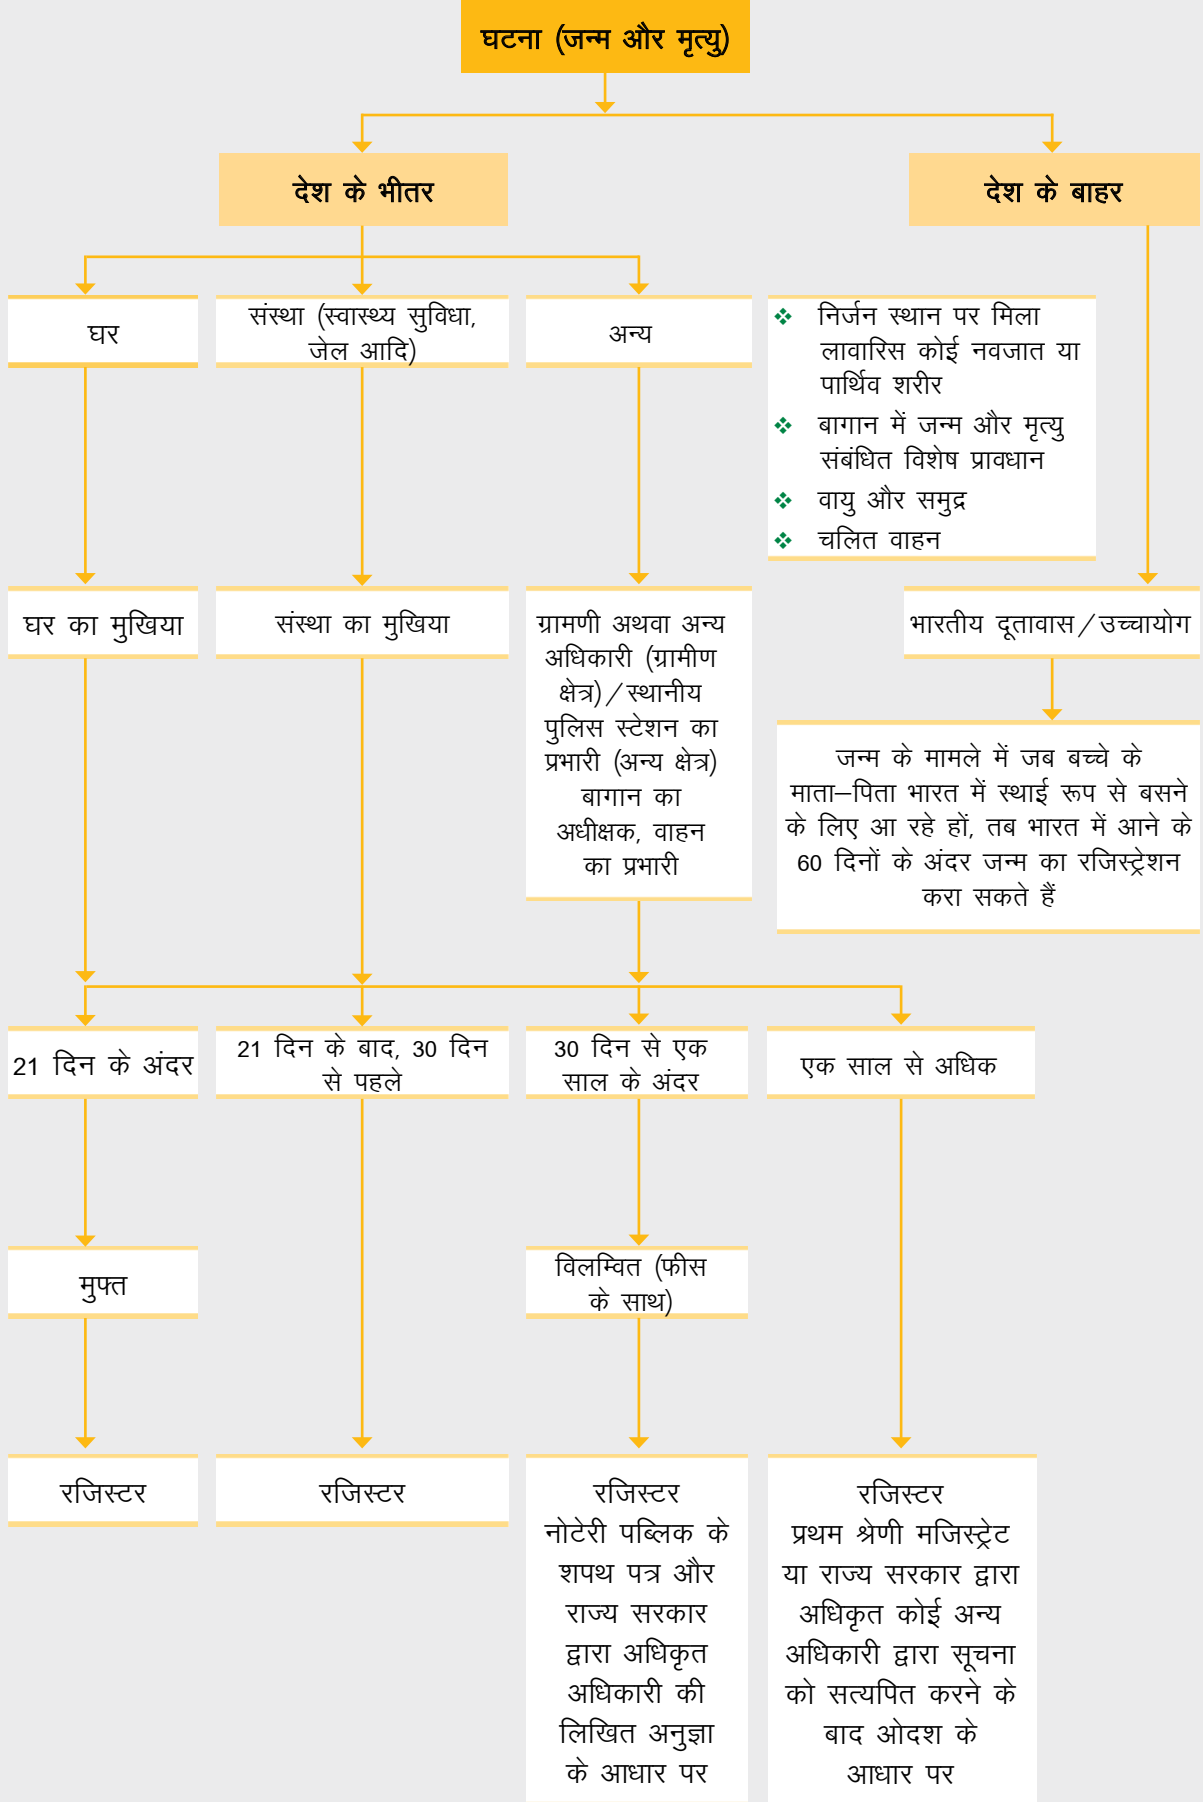 घटना (जन्म और मृत्यु)
देश के भीतर
देश के बाहर
घर
संस्था (स्वास्थ्य सुविधा,
जेल आदि)
अन्य
❖ निर्जन स्थान पर मिला
लावारिस कोई नवजात या
पार्थिव शरीर
❖ बागान में जन्म और मृत्यु
संबंधित विशेष प्रावधान
❖ वायु और समुद्र
❖ चलित वाहन
घर का मुखिया
संस्था का मुखिया
ग्रामणी अथवा अन्य
अधिकारी (ग्रामीण
क्षेत्र)/स्थानीय
पुलिस स्टेशन का
प्रभारी (अन्य क्षेत्र)
बागान का
अधीक्षक, वाहन
का प्रभारी
भारतीय दूतावास/उच्चायोग
जन्म के मामले में जब बच्चे के
माता–पिता भारत में स्थाई रूप से बसने
के लिए आ रहे हों, तब भारत में आने के
60 दिनों के अंदर जन्म का रजिस्ट्रेशन
करा सकते हैं
21 दिन के अंदर
21 दिन के बाद, 30 दिन
से पहले
30 दिन से एक
साल के अंदर
एक साल से अधिक
मुफ्त
विलम्वित (फीस
के साथ)
रजिस्टर
रजिस्टर
रजिस्टर
नोटेरी पब्लिक के
शपथ पत्र और
राज्य सरकार
द्वारा अधिकृत
अधिकारी की
लिखित अनुज्ञा
के आधार पर
रजिस्टर
प्रथम श्रेणी मजिस्ट्रेट
या राज्य सरकार द्वारा
अधिकृत कोई अन्य
अधिकारी द्वारा सूचना
को सत्यपित करने के
बाद ओदश के
आधार पर